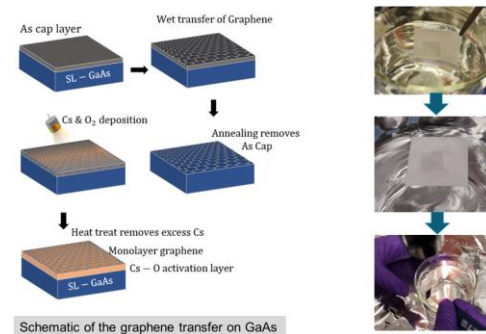 As cap layer
Wet transfer of Graphene
SL – GaAs
Cs & O₂ deposition
Annealing removes
As Cap
Heat treat removes excess Cs
Monolayer graphene
Cs – O activation layer
SL – GaAs
Schematic of the graphene transfer on GaAs